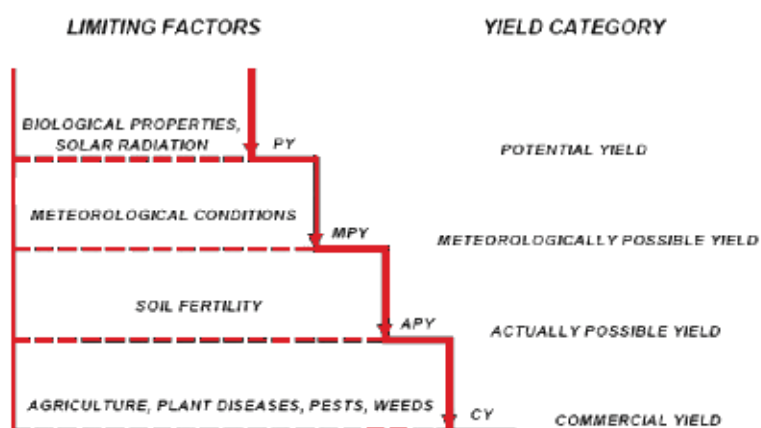 LIMITING FACTORS
YIELD CATEGORY
BIOLOGICAL PROPERTIES,
SOLAR RADIATION
PY
POTENTIAL YIELD
METEOROLOGICAL CONDITIONS
MPY
METEOROLOGICALLY POSSIBLE YIELD
SOIL FERTILITY
APY
ACTUALLY POSSIBLE YIELD
AGRICULTURE, PLANT DISEASES, PESTS, WEEDS
CY
COMMERCIAL YIELD